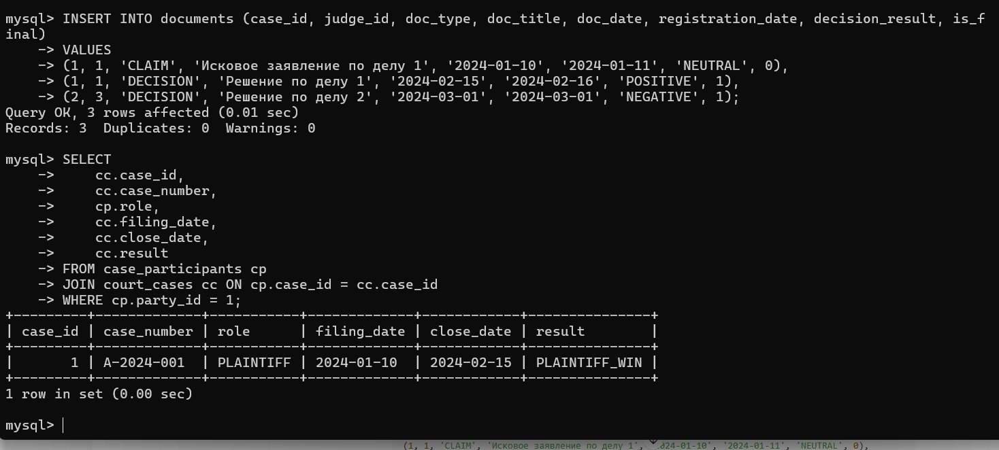 mysql> INSERT INTO documents (case_id, judge_id, doc_type, doc_title, doc_date, registration_date, decision_result, is_f
inal)
    -> VALUES
    -> (1, 1, 'CLAIM', 'Исковое заявление по делу 1', '2024-01-10', '2024-01-11', 'NEUTRAL', 0),
    -> (1, 1, 'DECISION', 'Решение по делу 1', '2024-02-15', '2024-02-16', 'POSITIVE', 1),
    -> (2, 3, 'DECISION', 'Решение по делу 2', '2024-03-01', '2024-03-01', 'NEGATIVE', 1);
Query OK, 3 rows affected (0.01 sec)
Records: 3  Duplicates: 0  Warnings: 0

mysql> SELECT
    ->     cc.case_id,
    ->     cc.case_number,
    ->     cp.role,
    ->     cc.filing_date,
    ->     cc.close_date,
    ->     cc.result
    -> FROM case_participants cp
    -> JOIN court_cases cc ON cp.case_id = cc.case_id
    -> WHERE cp.party_id = 1;
+---------+-------------+-----------+-------------+------------+---------------+
| case_id | case_number | role      | filing_date | close_date | result        |
+---------+-------------+-----------+-------------+------------+---------------+
|       1 | A-2024-001  | PLAINTIFF | 2024-01-10  | 2024-02-15 | PLAINTIFF_WIN |
+---------+-------------+-----------+-------------+------------+---------------+
1 row in set (0.00 sec)

mysql>
(1, 1, 'CLAIM', 'Исковое заявление по делу 1', 024-01-10', '2024-01-11', 'NEUTRAL', 0),